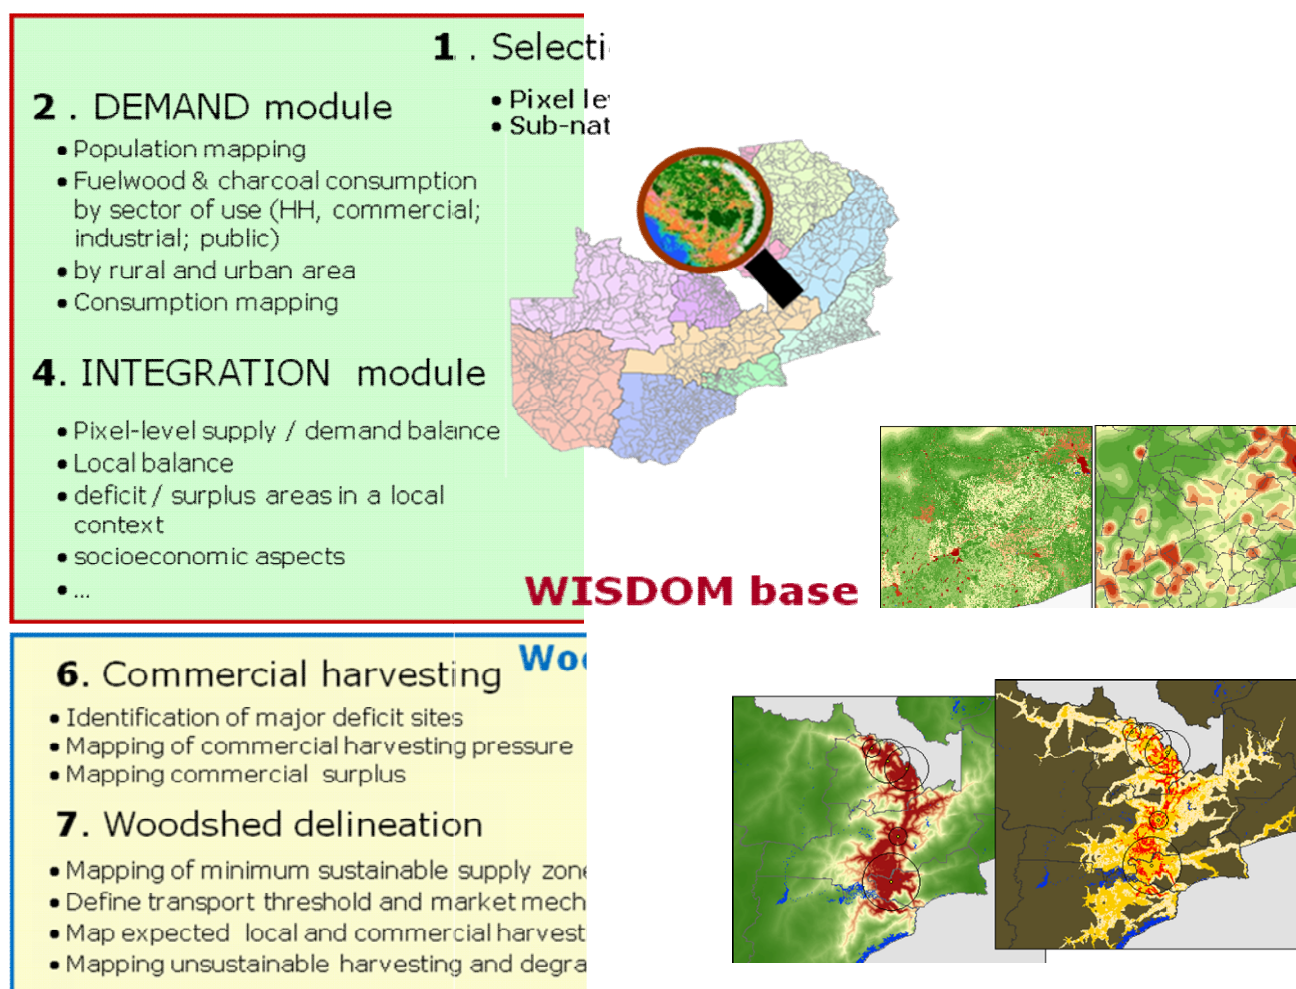 1 . Selecti
• Pixel le
• Sub-nat
2 . DEMAND module
• Population mapping
• Fuelwood & charcoal consumption
by sector of use (HH, commercial;
industrial; public)
• by rural and urban area
• Consumption mapping
4. INTEGRATION module
• Pixel-level supply / demand balance
• Local balance
• deficit / surplus areas in a local
context
• socioeconomic aspects
• ...
WISDOM base
Woo
6. Commercial harvesting
• Identification of major deficit sites
• Mapping of commercial harvesting pressure
• Mapping commercial surplus
7. Woodshed delineation
• Mapping of minimum sustainable supply zone
• Define transport threshold and market mech
• Map expected local and commercial harvest
• Mapping unsustainable harvesting and degra